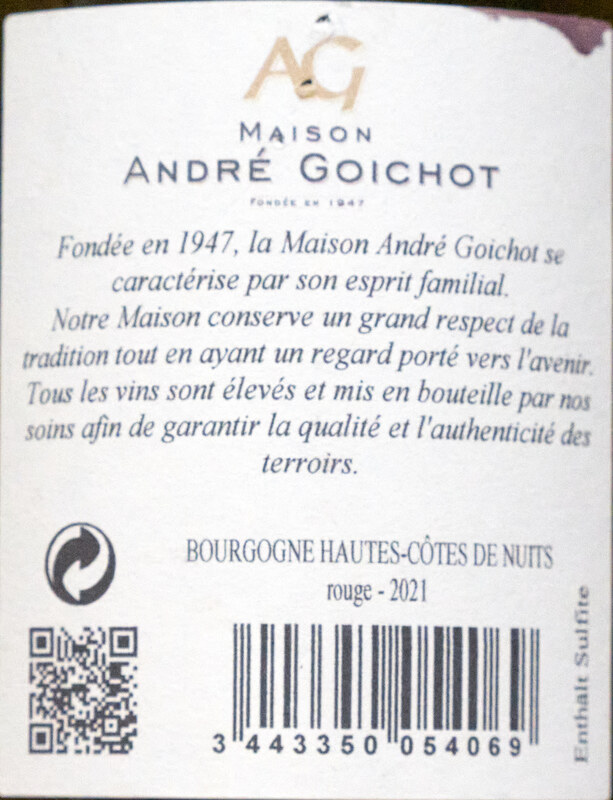 AG
MAISON
ANDRÉ GOICHOT
FONDÉE EN 1947
Fondée en 1947, la Maison André Goichot se
caractérise par son esprit familial.
Notre Maison conserve un grand respect de la
tradition tout en ayant un regard porté vers l'avenir.
Tous les vins sont élevés et mis en bouteille par nos
soins afin de garantir la qualité et l'authenticité des
terroirs.
BOURGOGNE HAUTES-CÔTES DE NUITS
rouge - 2021
3 443350 054069
Enthält Sulfite